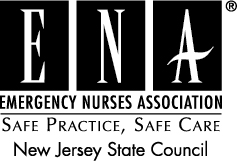 ENA®
EMERGENCY NURSES ASSOCIATION
SAFE PRACTICE, SAFE CARE
New Jersey State Council